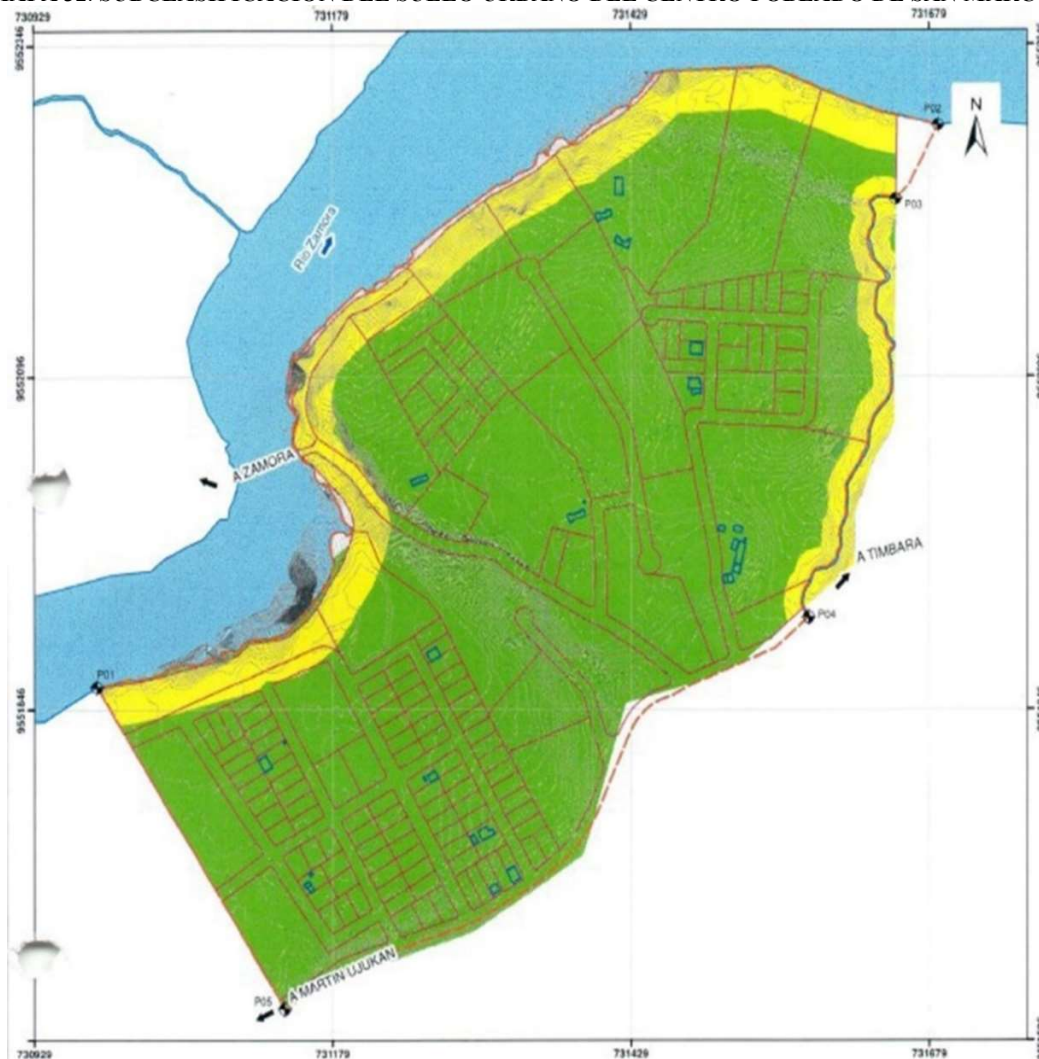 SUBCLASIFICACIÓN DEL SUELO URBANO DEL CENTRO POBLADO DE SAN
730929 731179 731429 731679
9552346
P02
N
P03
Río Zamora
9552096
A ZAMORA
A TIMBARA
P04
P01
9551846
A MARTIN UJUKAN
P05
730929 731179 731429 731679